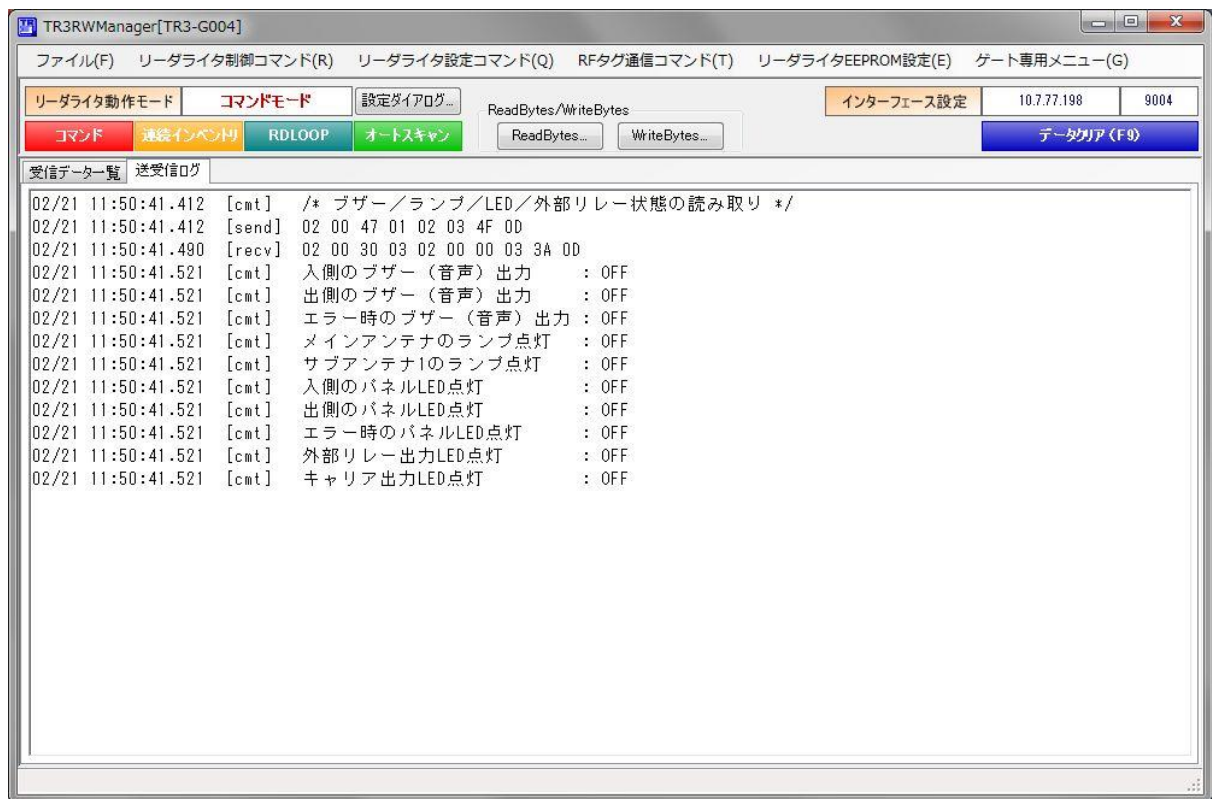 TR3RWManager[TR3-G004]
ファイル(F) リーダライタ制御コマンド(R) リーダライタ設定コマンド(Q) RFタグ通信コマンド(T) リーダライタEEPROM設定(E) ゲート専用メニュー(G)
リーダライタ動作モード コマンドモード 設定ダイアログ... ReadBytes/WriteBytes インターフェース設定 10.7.77.198 9004
コマンド 連続インベントリ RDLOOP オートスキャン ReadBytes... WriteBytes... データクリア(F9)
受信データ一覧 送受信ログ
02/21 11:50:41.412 [cmt] /* ブザー/ランプ/LED/外部リレー状態の読み取り */
02/21 11:50:41.412 [send] 02 00 47 01 02 03 4F 0D
02/21 11:50:41.490 [recv] 02 00 30 03 02 00 00 03 3A 0D
02/21 11:50:41.521 [cmt] 入側のブザー(音声)出力 : OFF
02/21 11:50:41.521 [cmt] 出側のブザー(音声)出力 : OFF
02/21 11:50:41.521 [cmt] エラー時のブザー(音声)出力 : OFF
02/21 11:50:41.521 [cmt] メインアンテナのランプ点灯 : OFF
02/21 11:50:41.521 [cmt] サブアンテナ1のランプ点灯 : OFF
02/21 11:50:41.521 [cmt] 入側のパネルLED点灯 : OFF
02/21 11:50:41.521 [cmt] 出側のパネルLED点灯 : OFF
02/21 11:50:41.521 [cmt] エラー時のパネルLED点灯 : OFF
02/21 11:50:41.521 [cmt] 外部リレー出力LED点灯 : OFF
02/21 11:50:41.521 [cmt] キャリア出力LED点灯 : OFF